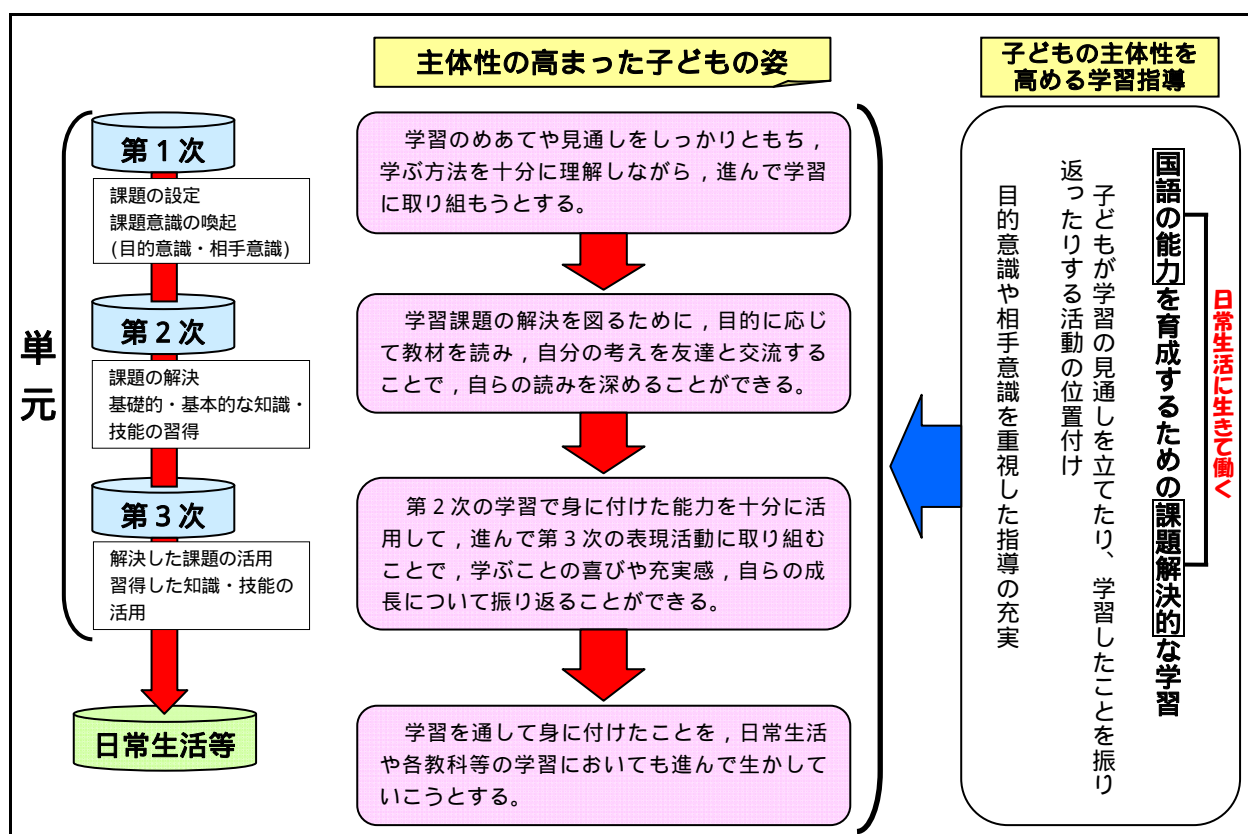 単元
第１次
課題の設定
課題意識の喚起
(目的意識・相手意識)
第２次
課題の解決
基礎的・基本的な知識・
技能の習得
第３次
解決した課題の活用
習得した知識・技能の
活用
日常生活等
主体性の高まった子どもの姿
学習のめあてや見通しをしっかりともち，
学ぶ方法を十分に理解しながら，進んで学習
に取り組もうとする。
学習課題の解決を図るために，目的に応じ
て教材を読み，自分の考えを友達と交流する
ことで，自らの読みを深めることができる。
第２次の学習で身に付けた能力を十分に活
用して，進んで第３次の表現活動に取り組む
ことで，学ぶことの喜びや充実感，自らの成
長について振り返ることができる。
学習を通して身に付けたことを，日常生活
や各教科等の学習においても進んで生かして
いこうとする。
子どもの主体性を
高める学習指導
日常生活に生きて働く
国語の能力を育成するための課題解決的な学習
子どもが学習の見通しを立てたり、学習したことを振り
返ったりする活動の位置付け
目的意識や相手意識を重視した指導の充実